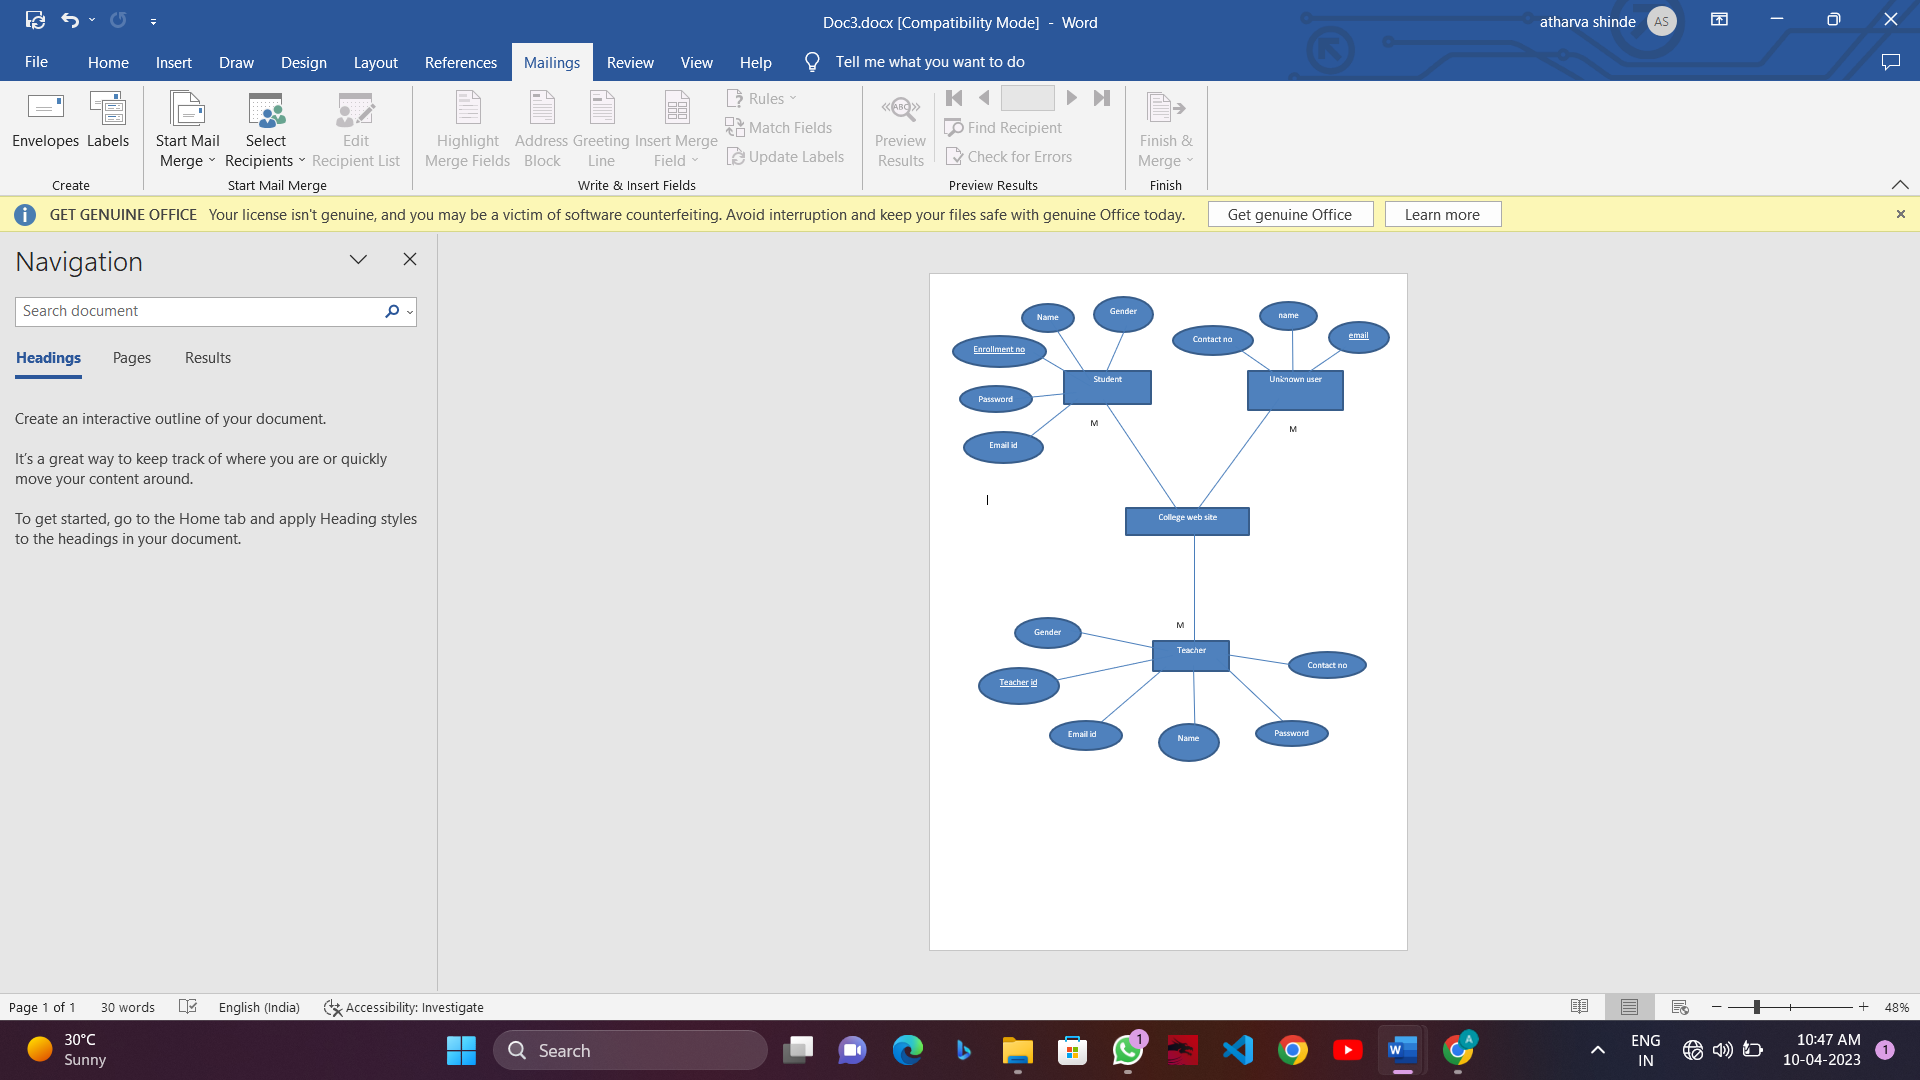 Doc3.docx [Compatibility Mode] - Word
atharva shinde
AS
File
Home
Insert
Draw
Design
Layout
References
Mailings
Review
View
Help
Tell me what you want to do
Envelopes
Labels
Create
Start Mail
Merge
Select
Recipients
Edit
Recipient List
Start Mail Merge
Highlight
Merge Fields
Address
Block
Greeting
Line
Insert Merge
Field
Rules
Match Fields
Update Labels
Write & Insert Fields
ABC
Preview
Results
Find Recipient
Check for Errors
Preview Results
Finish &
Merge
Finish
GET GENUINE OFFICE Your license isn't genuine, and you may be a victim of software counterfeiting. Avoid interruption and keep your files safe with genuine Office today.
Get genuine Office
Learn more
Navigation
Search document
Headings
Pages
Results
Create an interactive outline of your document.
It's a great way to keep track of where you are or quickly
move your content around.
To get started, go to the Home tab and apply Heading styles
to the headings in your document.
Name
Gender
Enrollment no
Password
Email id
Student
M
Contact no
name
email
Unknown user
M
College web site
M
Gender
Teacher
Contact no
Teacher id
Email id
Name
Password
Page 1 of 1
30 words
English (India)
Accessibility: Investigate
48%
30°C
Sunny
Search
1
A
ENG
IN
10:47 AM
10-04-2023
1